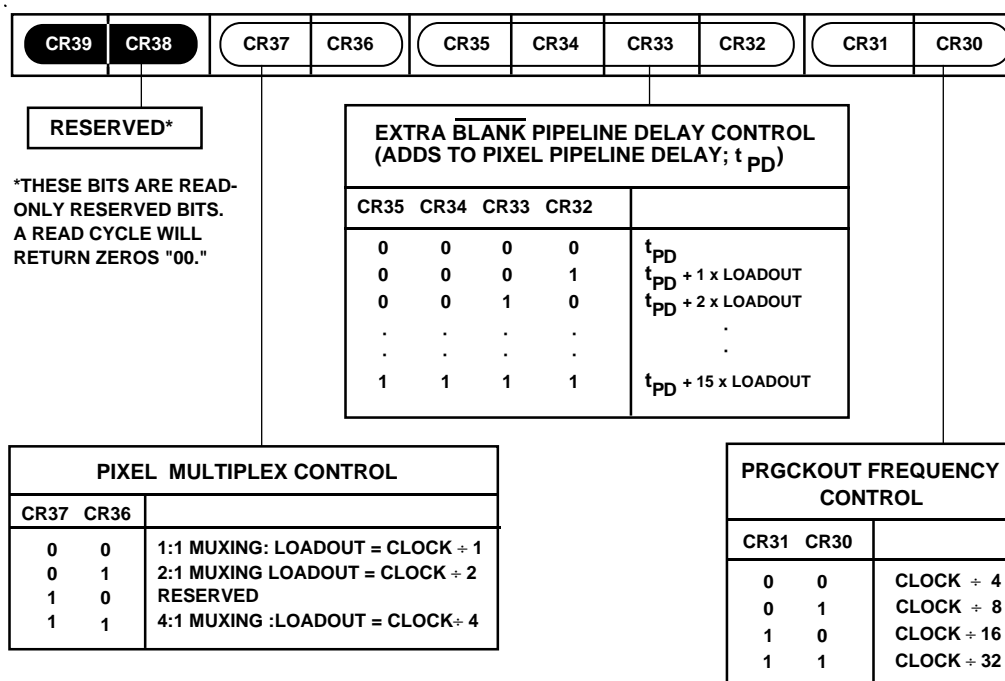 CR39 CR38 CR37 CR36 CR35 CR34 CR33 CR32 CR31 CR30
RESERVED*
*THESE BITS ARE READ-
ONLY RESERVED BITS.
A READ CYCLE WILL
RETURN ZEROS "00."
EXTRA BLANK PIPELINE DELAY CONTROL
(ADDS TO PIXEL PIPELINE DELAY; t PD)
CR35 CR34 CR33 CR32
0 0 0 0 tPD
0 0 0 1 tPD + 1 x LOADOUT
0 0 1 0 tPD + 2 x LOADOUT
. . . . .
. . . . .
1 1 1 1 tPD + 15 x LOADOUT
PIXEL MULTIPLEX CONTROL
CR37 CR36
0 0 1:1 MUXING: LOADOUT = CLOCK ÷ 1
0 1 2:1 MUXING LOADOUT = CLOCK ÷ 2
1 0 RESERVED
1 1 4:1 MUXING :LOADOUT = CLOCK÷ 4
PRGCKOUT FREQUENCY
CONTROL
CR31 CR30
0 0 CLOCK ÷ 4
0 1 CLOCK ÷ 8
1 0 CLOCK ÷ 16
1 1 CLOCK ÷ 32